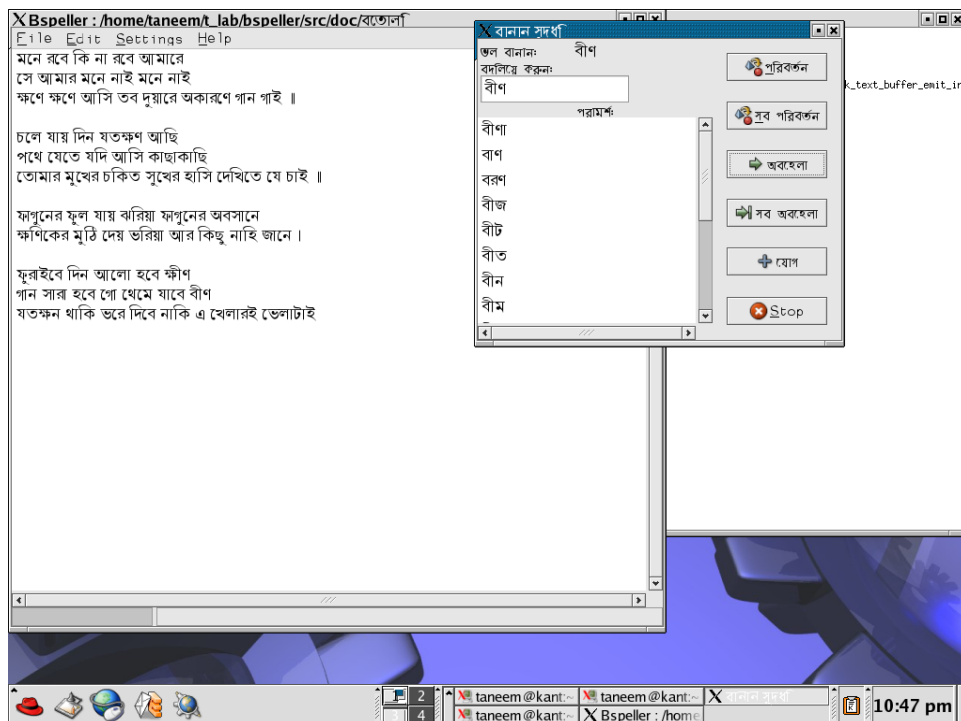 Bspeller : /home/taneem/t_lab/bspeller/src/doc/বতোল
File Edit Settings Help
মনে রবে কি না রবে আমারে
সে আমার মনে নাই মনে নাই
ক্ষণে ক্ষণে আসি তব দুয়ারে অকারণে গান গাই ॥
চলে যায় দিন যতক্ষণ আছি
পথে যেতে যদি আসি কাছাকাছি
তোমার মুখের চকিত সুখের হাসি দেখিতে যে চাই ॥
ফাগুনের ফুল যায় ঝরিয়া ফাগুনের অবসানে
ক্ষণিকের মুঠি দেয় ভরিয়া আর কিছু নাহি জানে ।
ফুরাইবে দিন আলো হবে ক্ষীণ
গান সারা হবে গো থেমে যাবে বীণ
যতক্ষন থাকি ভরে দিবে নাকি এ খেলারই ভেলাটাই
বানান সুদধি
ভুল বানান: বীণ
বদলিয়ে করুন:
বীণ
পরামর্শ:
বীণা
বাণ
বরণ
বীজ
বীট
বীত
বীন
বীম
পরিবর্তন
সব পরিবর্তন
অবহেলা
সব অবহেলা
যোগ
Stop
k_text_buffer_emit_in
2
3
4
taneem@kant:~
taneem@kant:~
বানান সুদধি
taneem@kant:~
Bspeller : /home
10:47 pm